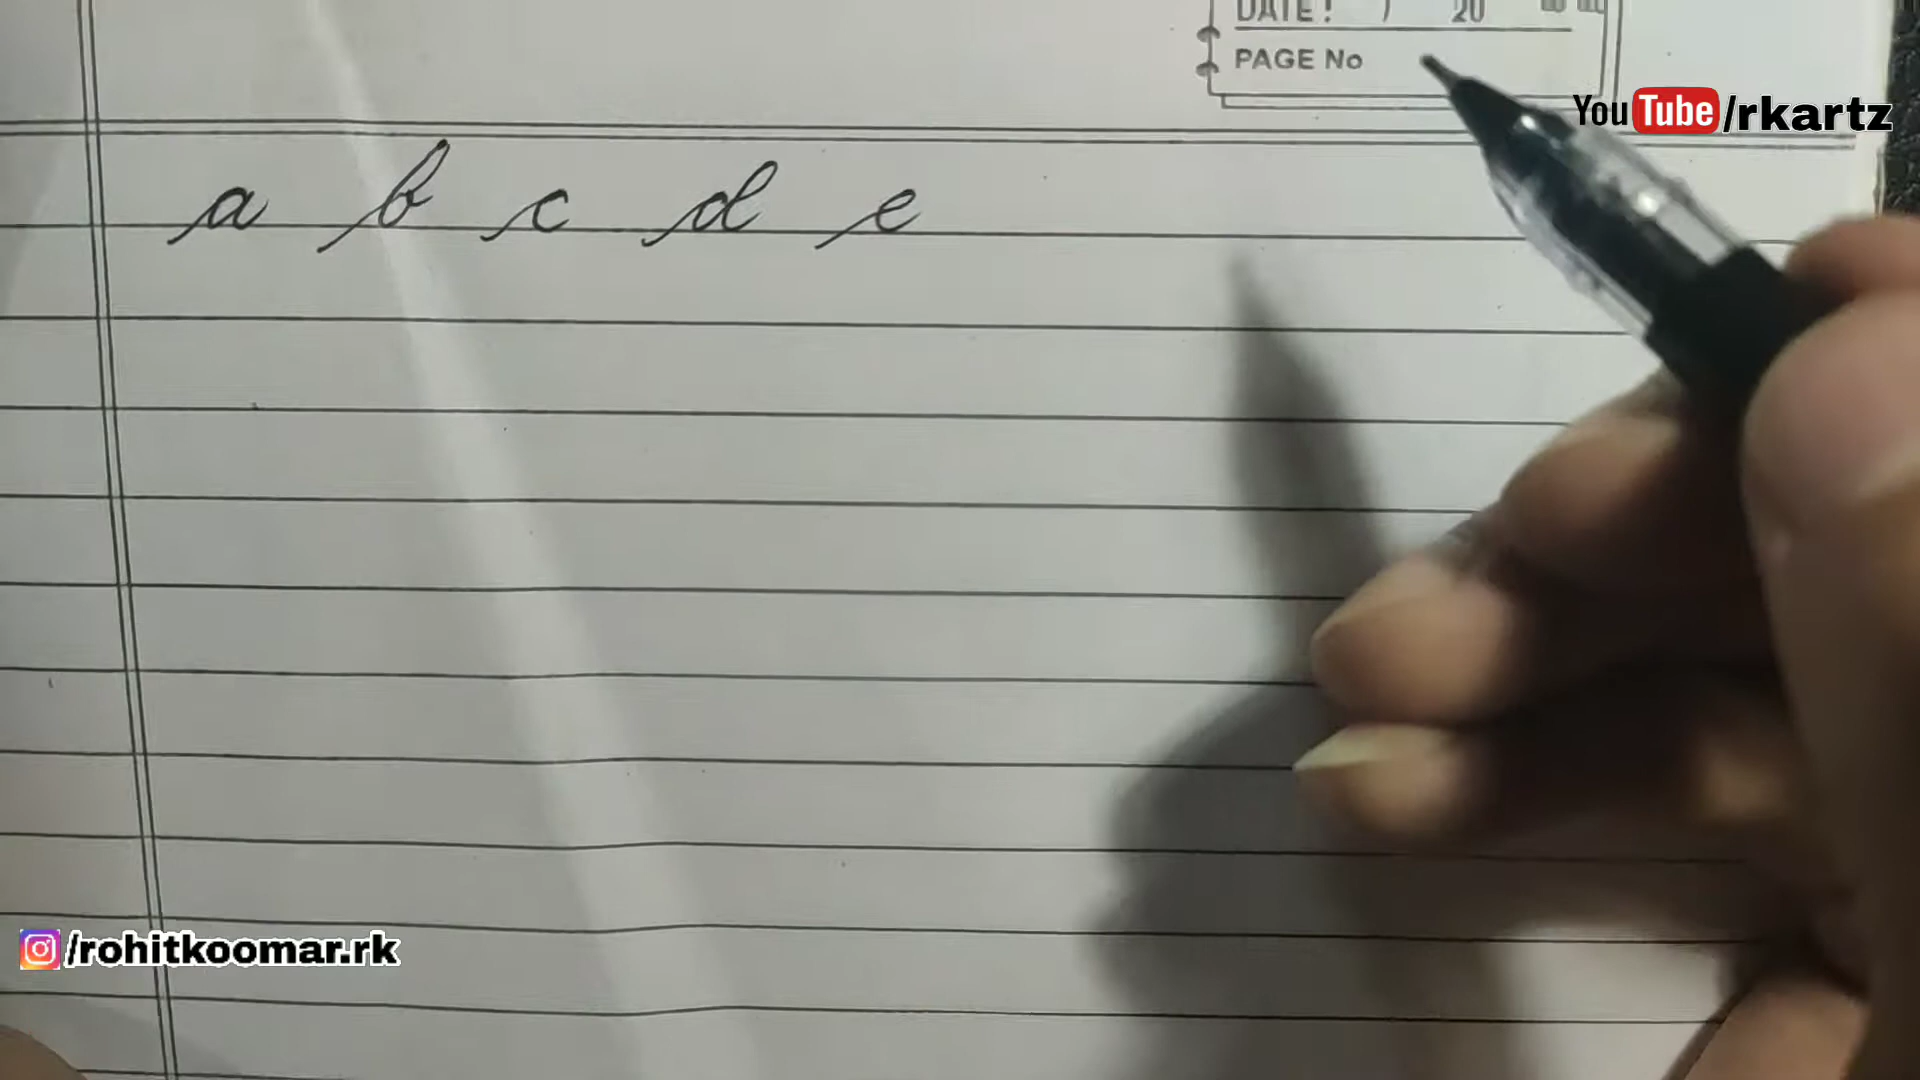 DATE: / 20
PAGE No
YouTube/rkartz
a b c d e
/rohitkoomar.rk